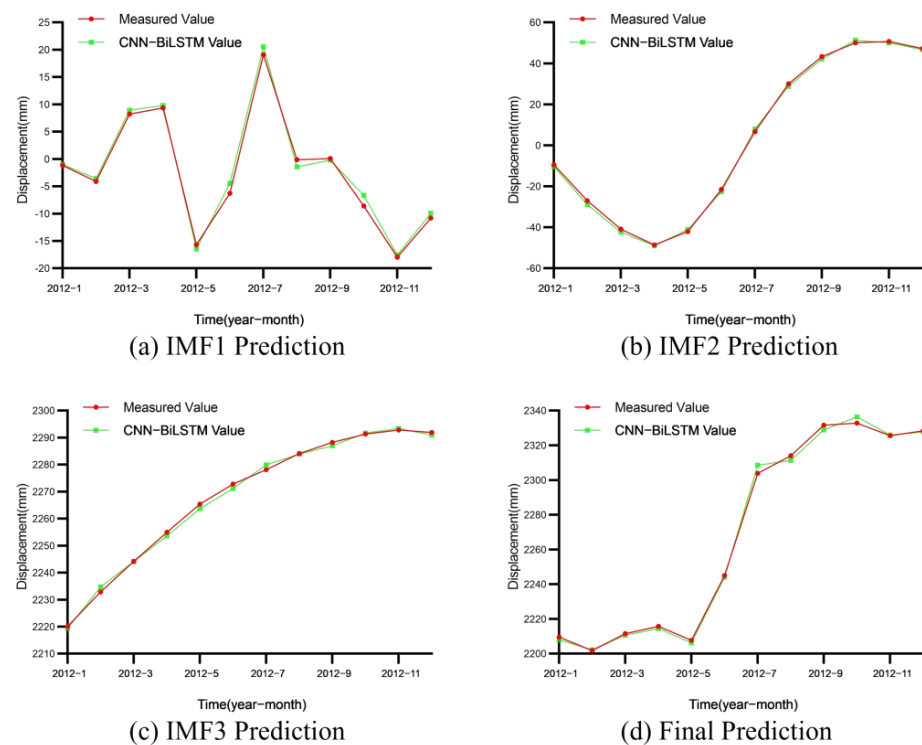 Measured Value
CNN−BiLSTM Value
25
20
15
10
5
0
−5
−10
−15
−20
Displacement(mm)
2012−1
2012−3
2012−5
2012−7
2012−9
2012−11
Time(year−month)
(a) IMF1 Prediction
Measured Value
CNN−BiLSTM Value
60
40
20
0
−20
−40
−60
Displacement(mm)
2012−1
2012−3
2012−5
2012−7
2012−9
2012−11
Time(year−month)
(b) IMF2 Prediction
Measured Value
CNN−BiLSTM Value
2300
2290
2280
2270
2260
2250
2240
2230
2220
2210
Displacement(mm)
2012−1
2012−3
2012−5
2012−7
2012−9
2012−11
Time(year−month)
(c) IMF3 Prediction
Measured Value
CNN−BiLSTM Value
2340
2320
2300
2280
2260
2240
2220
2200
Displacement(mm)
2012−1
2012−3
2012−5
2012−7
2012−9
2012−11
Time(year−month)
(d) Final Prediction